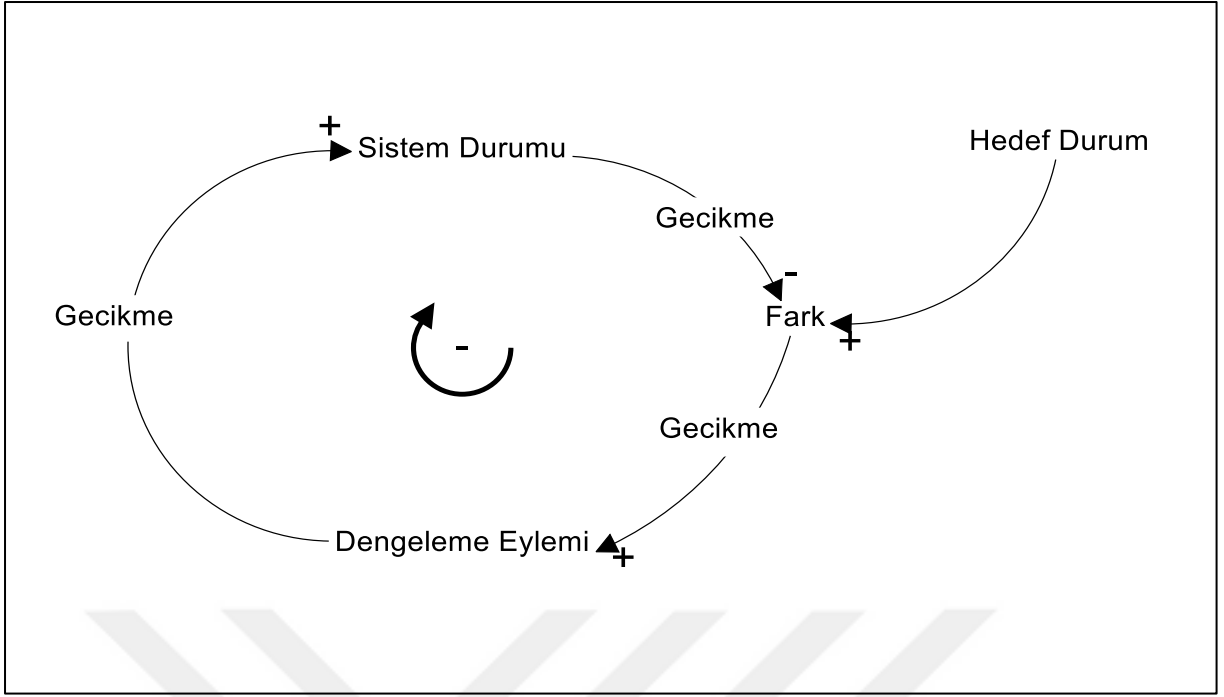 +
Sistem Durumu
Hedef Durum
Gecikme
-
Gecikme
Fark
+
-
Gecikme
Dengeleme Eylemi
+